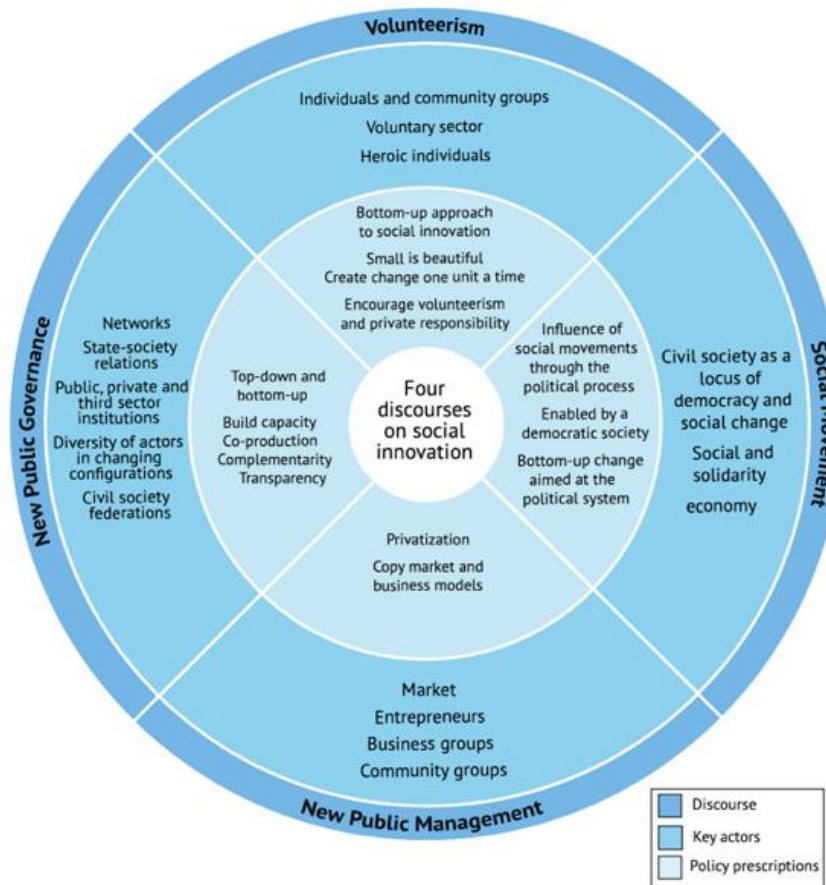 Volunteerism
Individuals and community groups
Voluntary sector
Heroic individuals
Bottom-up approach
to social innovation
Small is beautiful
Create change one unit a time
Encourage volunteerism
and private responsibility
New Public Governance
Networks
State-society
relations
Public, private and
third sector
institutions
Diversity of actors
in changing
configurations
Civil society
federations
Top-down and
bottom-up
Build capacity
Co-production
Complementarity
Transparency
Four
discourses
on social
innovation
Influence of
social movements
through the
political process
Enabled by a
democratic society
Bottom-up change
aimed at the
political system
Civil society as a
locus of
democracy and
social change
Social and
solidarity
economy
Social Movement
Privatization
Copy market and
business models
Market
Entrepreneurs
Business groups
Community groups
New Public Management
Discourse
Key actors
Policy prescriptions